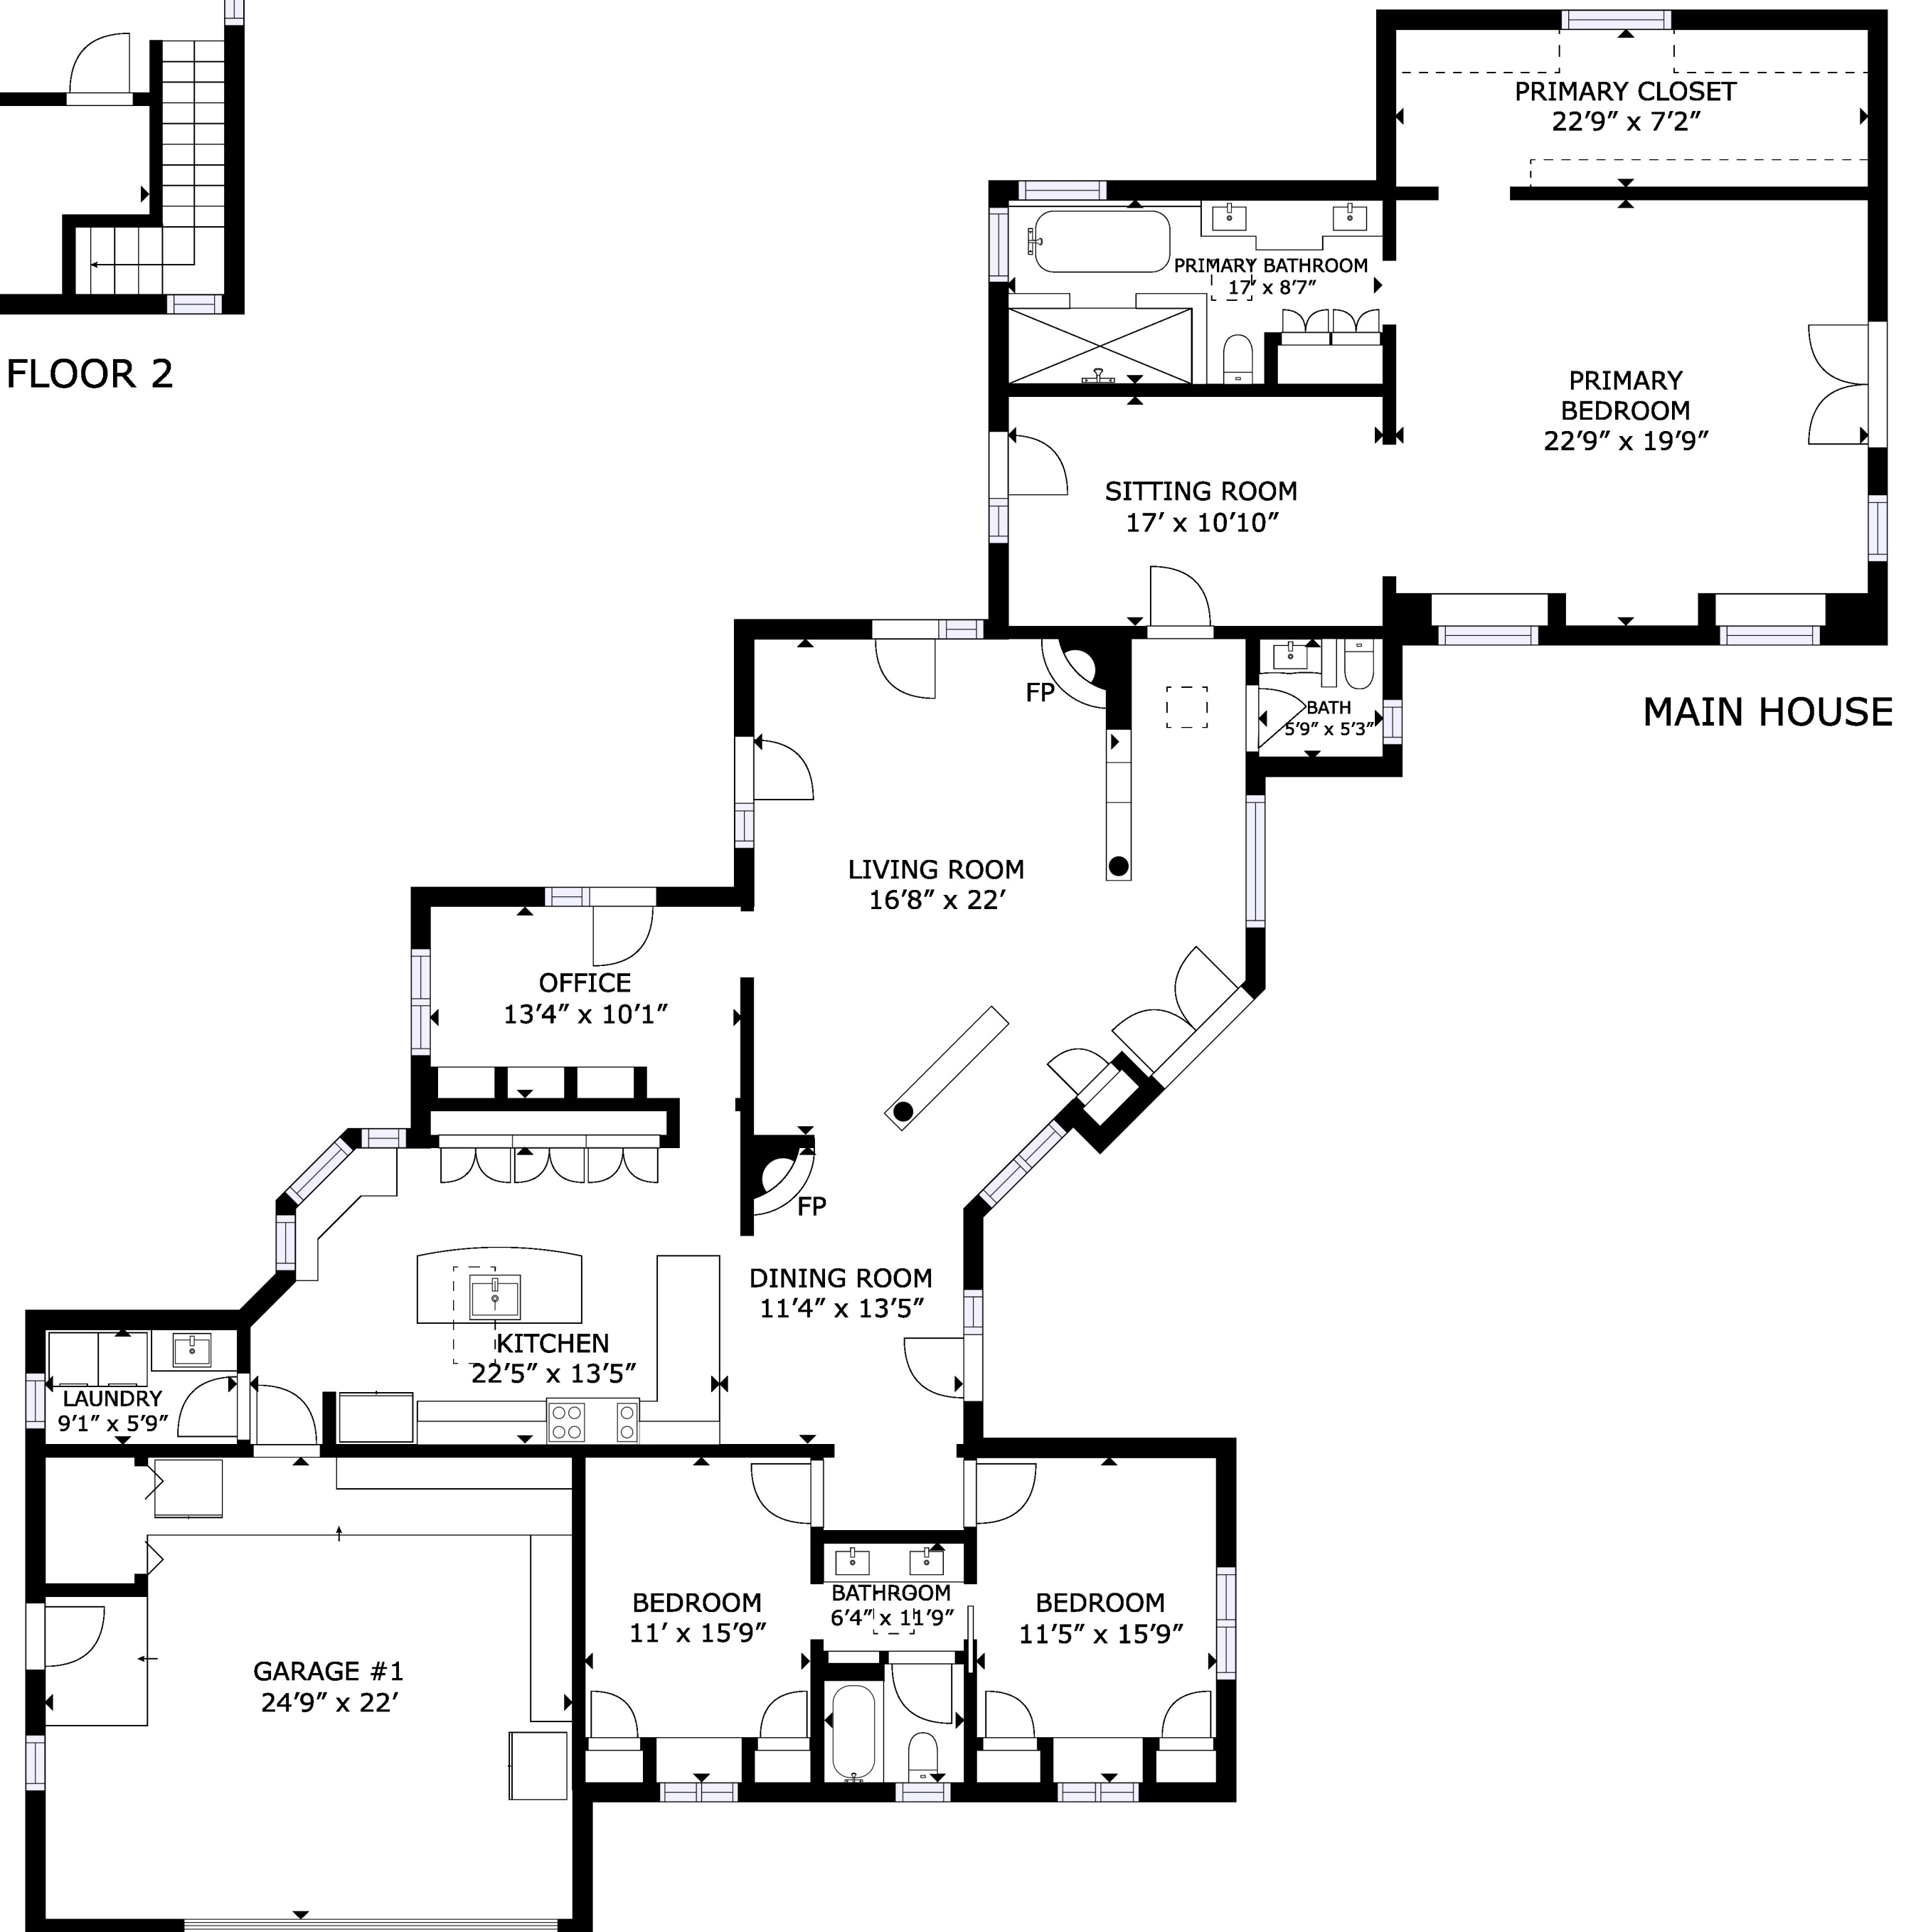 PRIMARY CLOSET
22’9” x 7’2”
PRIMARY BATHROOM
17’ x 8’7”
FLOOR 2
PRIMARY
BEDROOM
22’9” x 19’9”
SITTING ROOM
17’ x 10’10”
FP
BATH
5’9” x 5’3”
MAIN HOUSE
LIVING ROOM
16’8” x 22’
OFFICE
13’4” x 10’1”
FP
DINING ROOM
11’4” x 13’5”
KITCHEN
22’5” x 13’5”
LAUNDRY
9’1” x 5’9”
BEDROOM
11’ x 15’9”
BATHROOM
6’4” x 11’9”
BEDROOM
11’5” x 15’9”
GARAGE #1
24’9” x 22’